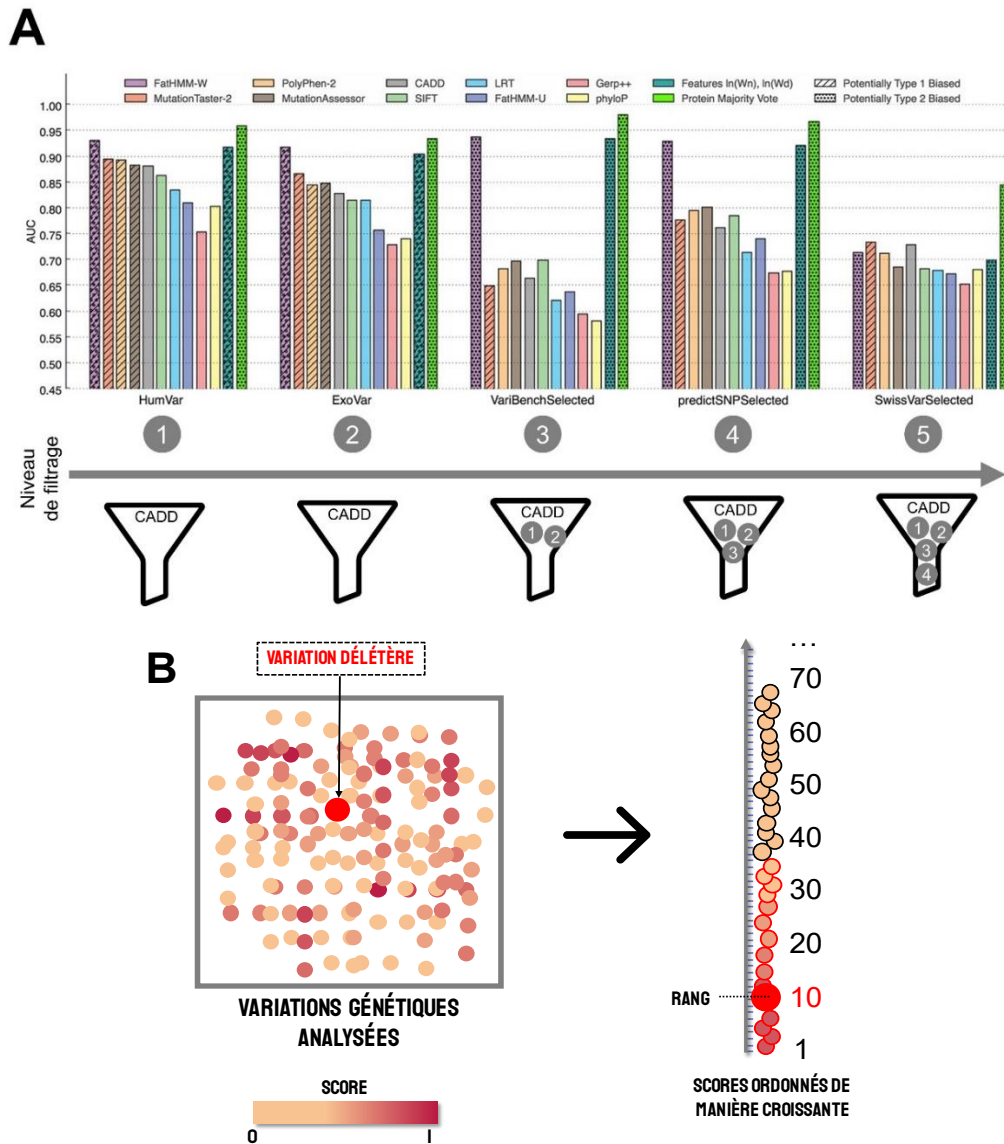 A
FatHMM-W PolyPhen-2 CADD LRT Gerp++ Features ln(Wn), ln(Wd) Potentially Type 1 Biased
MutationTaster-2 MutationAssessor SIFT FatHMM-U phyloP Protein Majority Vote Potentially Type 2 Biased
1.00
0.95
0.90
0.85
0.80
0.75
0.70
0.65
0.60
0.55
0.50
0.45
AUC
HumVar ExoVar VariBenchSelected predictSNPSelected SwissVarSelected
1 2 3 4 5
Niveau
de filtrage
CADD CADD CADD CADD CADD
1 2 1 2 1 2
3 3
4
B
VARIATION DÉLÉTÈRE
VARIATIONS GÉNÉTIQUES
ANALYSÉES
SCORE
0 1
...
70
60
50
40
30
20
RANG 10
1
SCORES ORDONNÉS DE
MANIÈRE CROISSANTE